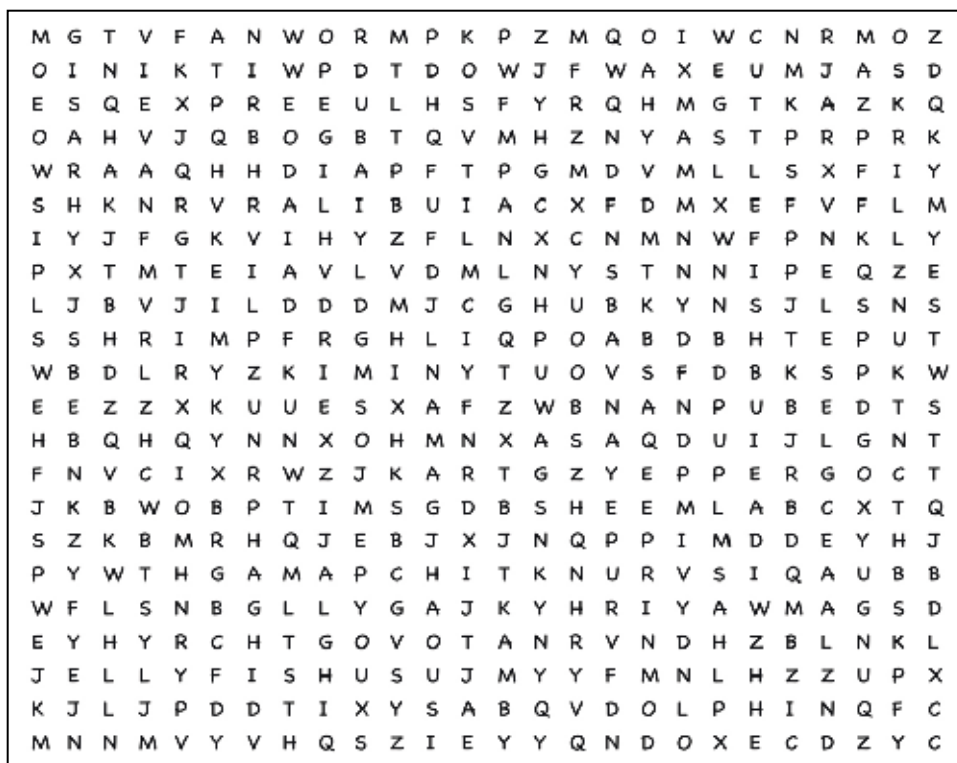 M G T V F A N W O R M P K P Z M Q O I W C N R M O Z
O I N I K T I W P D T D O W J F W A X E U M J A S D
E S Q E X P R E E U L H S F Y R Q H M G T K A Z K Q
O A H V J Q B O G B T Q V M H Z N Y A S T P R P R K
W R A A Q H H D I A P F T P G M D V M L L S X F I Y
S H K N R V R A L I B U I A C X F D M X E F V F L M
I Y J F G K V I H Y Z F L N X C N M N W F P N K L Y
P X T M T E I A V L V D M L N Y S T N N I P E Q Z E
L J B V J I L D D D M J C G H U B K Y N S J L S N S
S S H R I M P F R G H L I Q P O A B D B H T E P U T
W B D L R Y Z K I M I N Y T U O V S F D B K S P K W
E E Z Z X K U U E S X A F Z W B N A N P U B E D T S
H B Q H Q Y N N X O H M N X A S A Q D U I J L G N T
F N V C I X R W Z J K A R T G Z Y E P P E R G O C T
J K B W O B P T I M S G D B S H E E M L A B C X T Q
S Z K B M R H Q J E B J X J N Q P P I M D D E Y H J
P Y W T H G A M A P C H I T K N U R V S I Q A U B B
W F L S N B G L L Y G A J K Y H R I Y A W M A G S D
E Y H Y R C H T G O V O T A N R V N D H Z B L N K L
J E L L Y F I S H U S U J M Y Y F M N L H Z Z U P X
K J L J P D D T I X Y S A B Q V D O L P H I N Q F C
M N N M V Y V H Q S Z I E Y Y Q N D O X E C D Z Y C